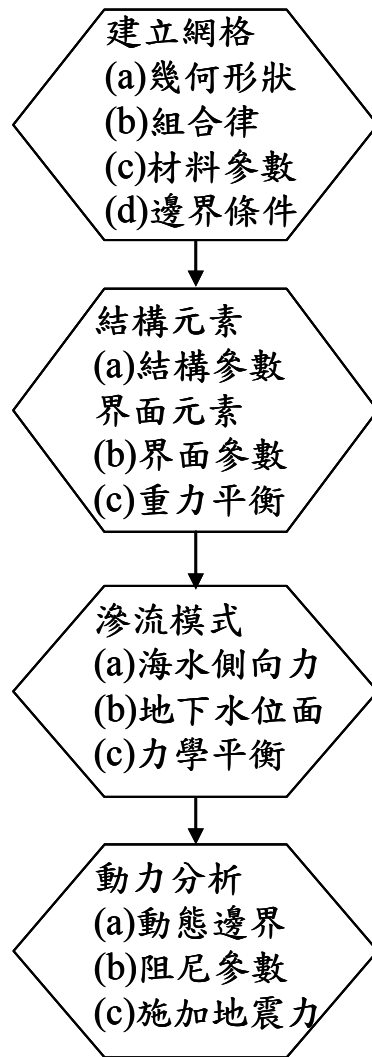 建立網格
(a)幾何形狀
(b)組合律
(c)材料參數
(d)邊界條件
結構元素
(a)結構參數
界面元素
(b)界面參數
(c)重力平衡
滲流模式
(a)海水側向力
(b)地下水位面
(c)力學平衡
動力分析
(a)動態邊界
(b)阻尼參數
(c)施加地震力